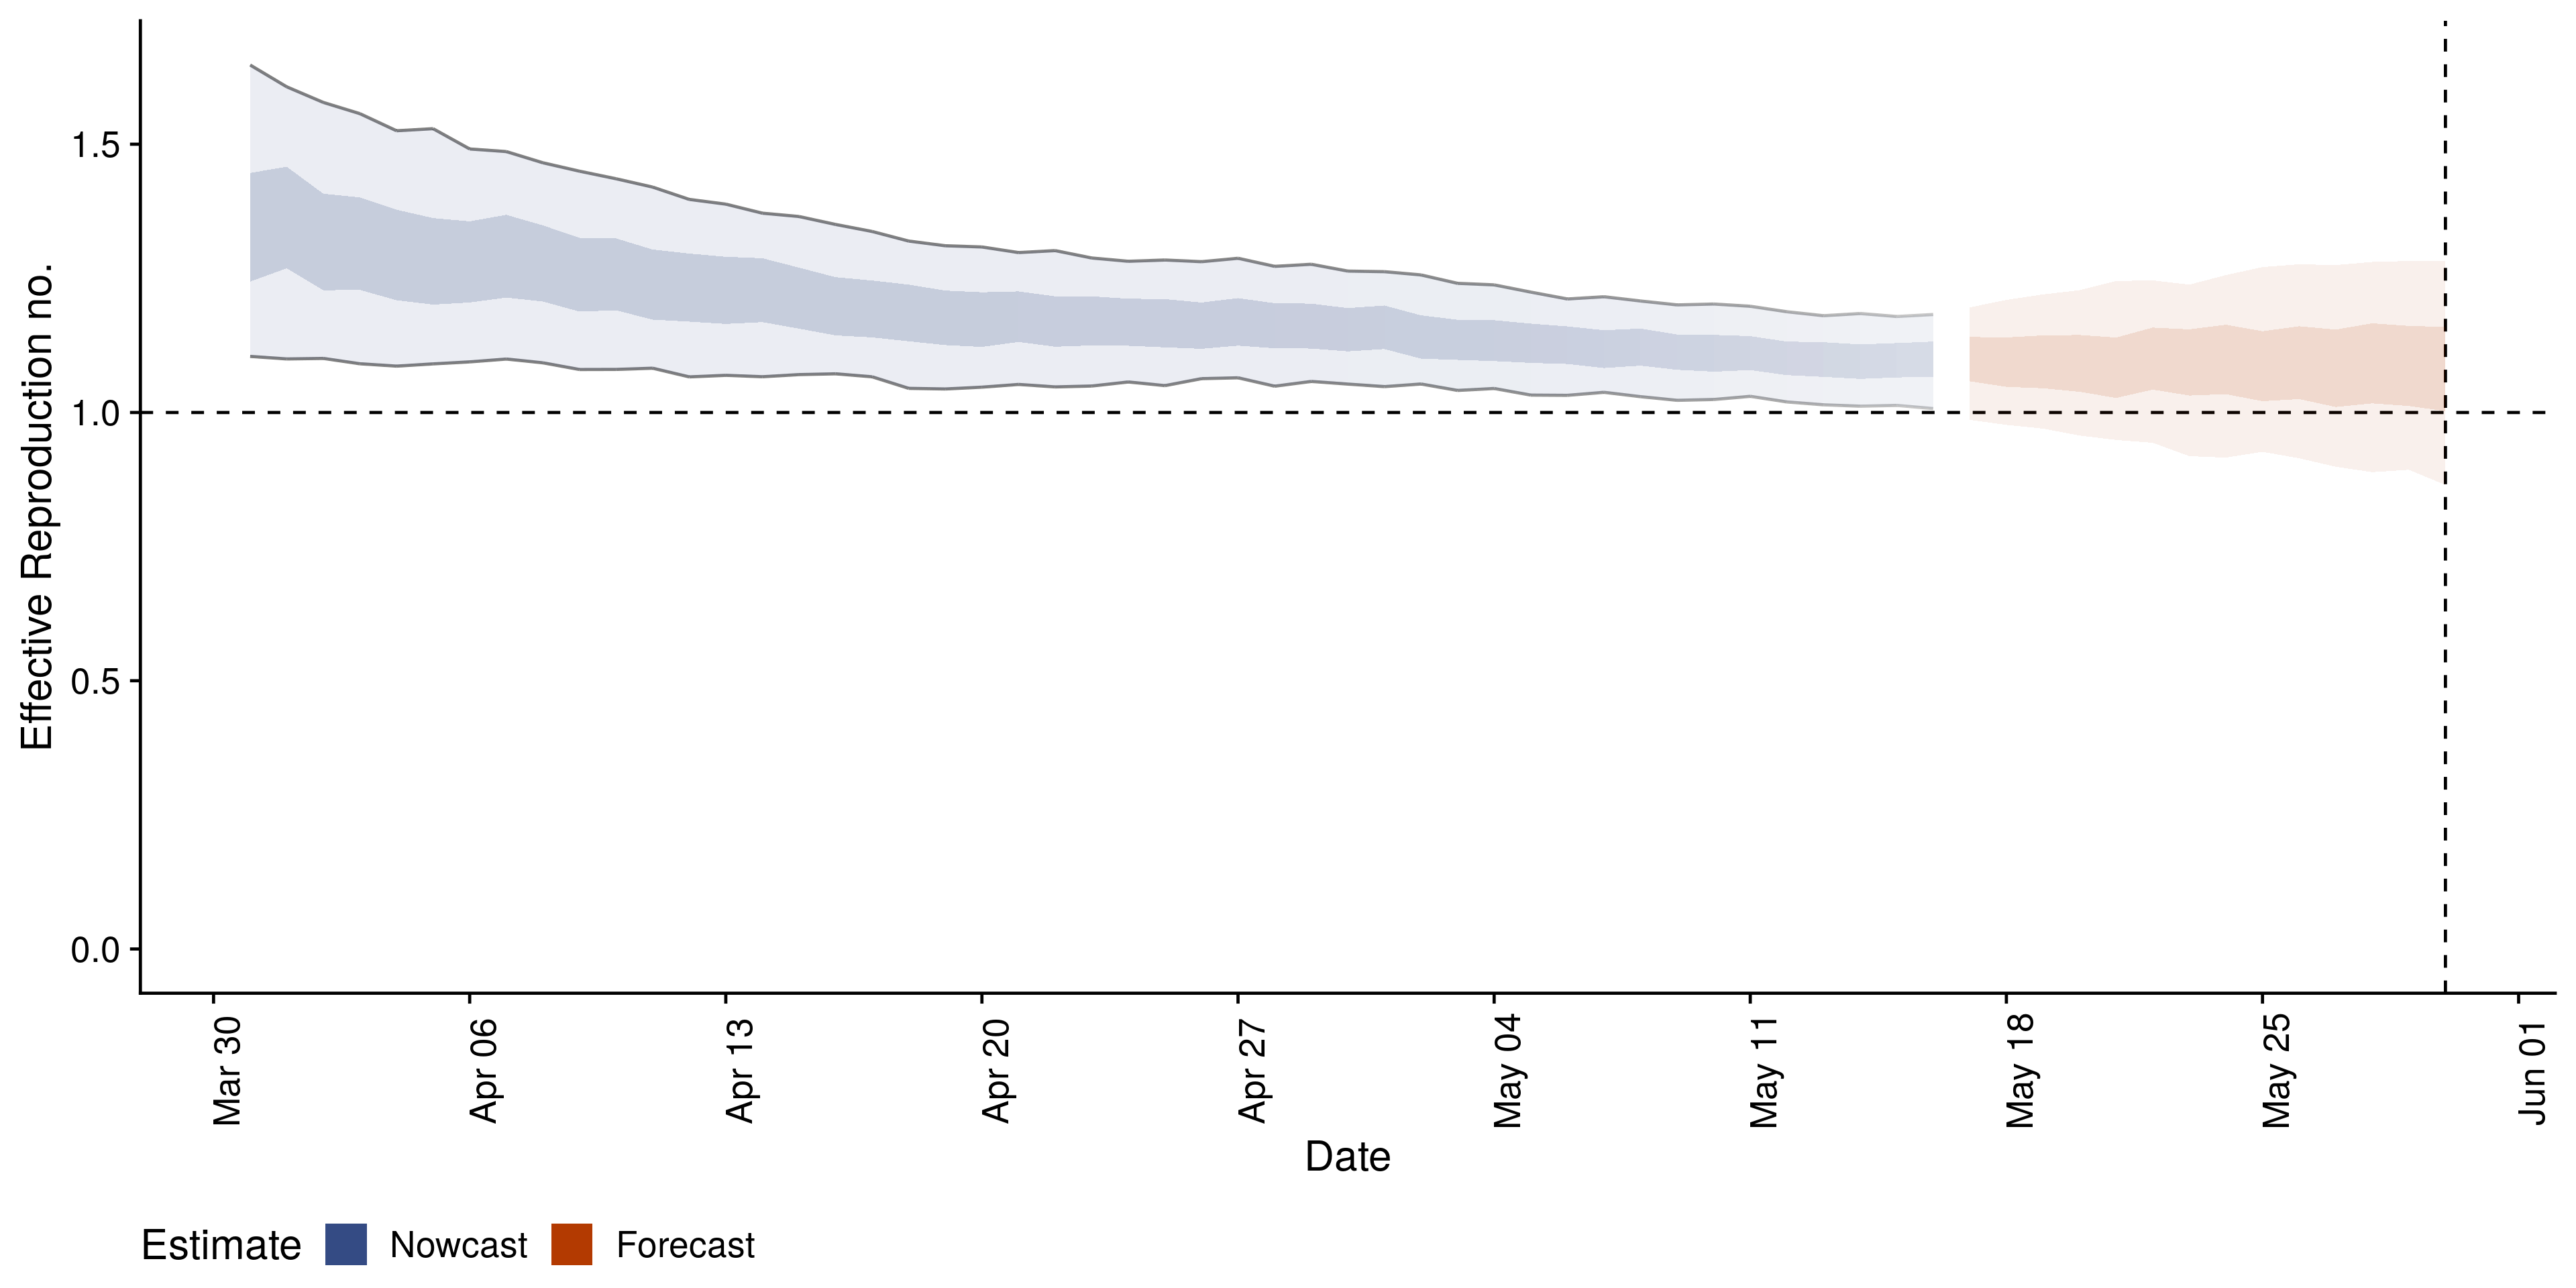 Effective Reproduction no.
1.5
1.0
0.5
0.0
Mar 30
Apr 06
Apr 13
Apr 20
Apr 27
May 04
May 11
May 18
May 25
Jun 01
Date
Estimate Nowcast Forecast